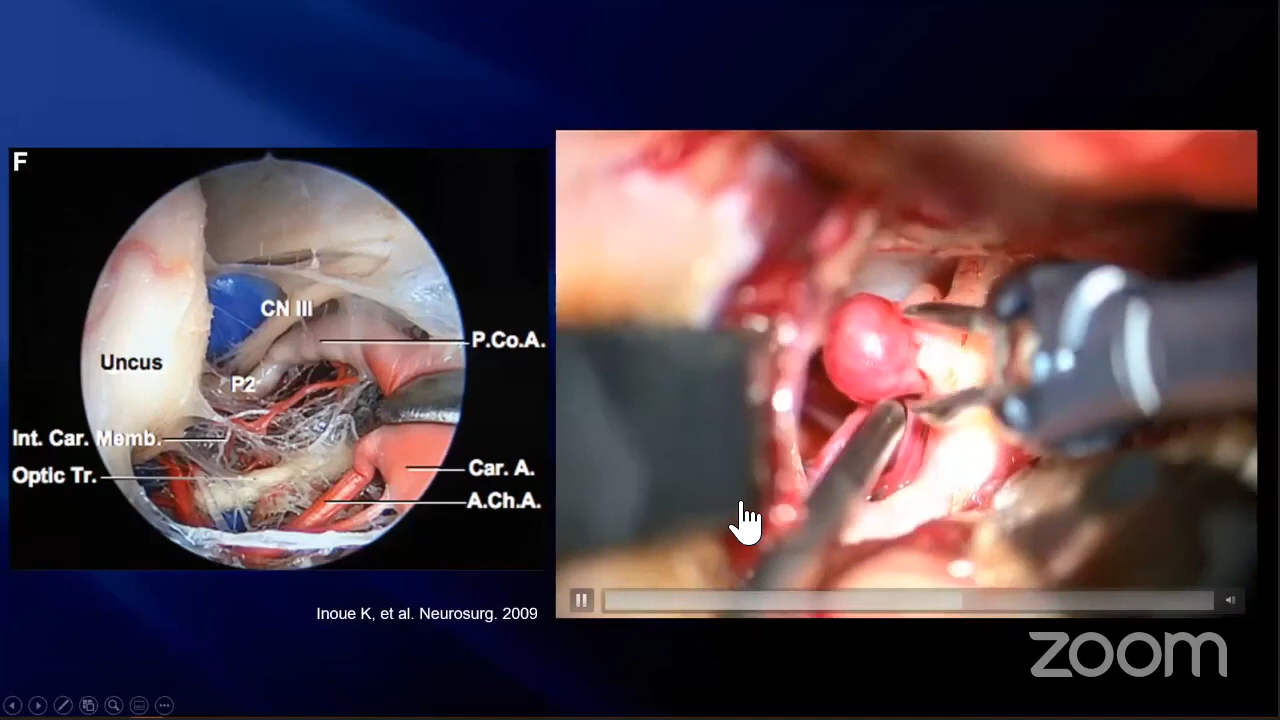 F
CN III
P.Co.A.
Uncus
P2
Int. Car. Memb.
Car. A.
Optic Tr.
A.Ch.A.
Inoue K, et al. Neurosurg. 2009
zoom